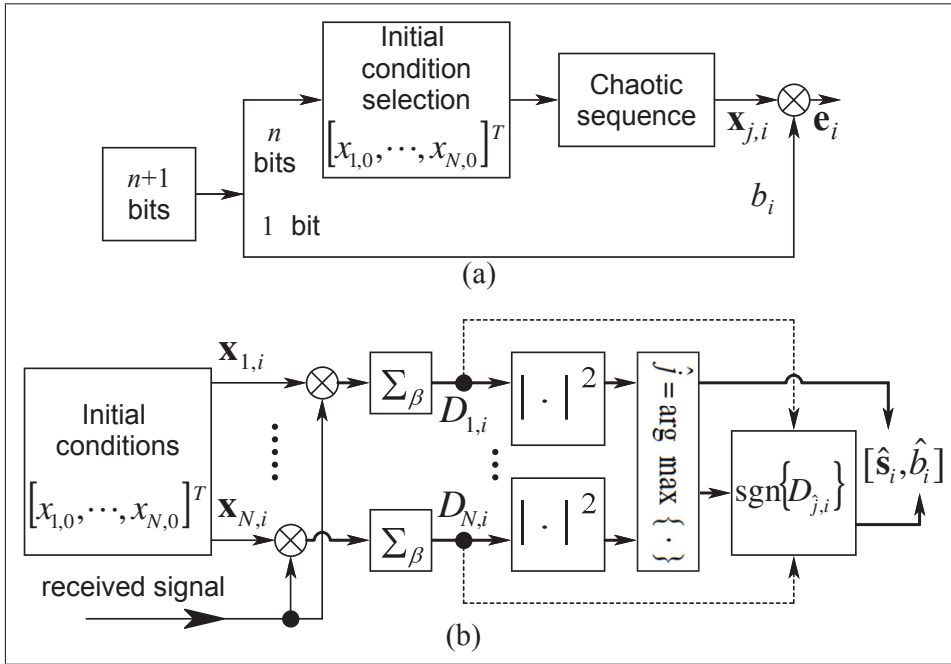 Initial
condition
selection
[x_{1,0}, ⋯, x_{N,0}]^T
Chaotic
sequence
x_{j,i}
e_i
n
bits
n+1
bits
1 bit
b_i
(a)
x_{1,i}
Initial
conditions
[x_{1,0}, ⋯, x_{N,0}]^T
x_{N,i}
received signal
Σ_β
D_{1,i}
| · |^2
Σ_β
D_{N,i}
| · |^2
ĵ = arg max { · }
sgn{D_{ĵ,i}}
[ŝ_i, b̂_i]
(b)